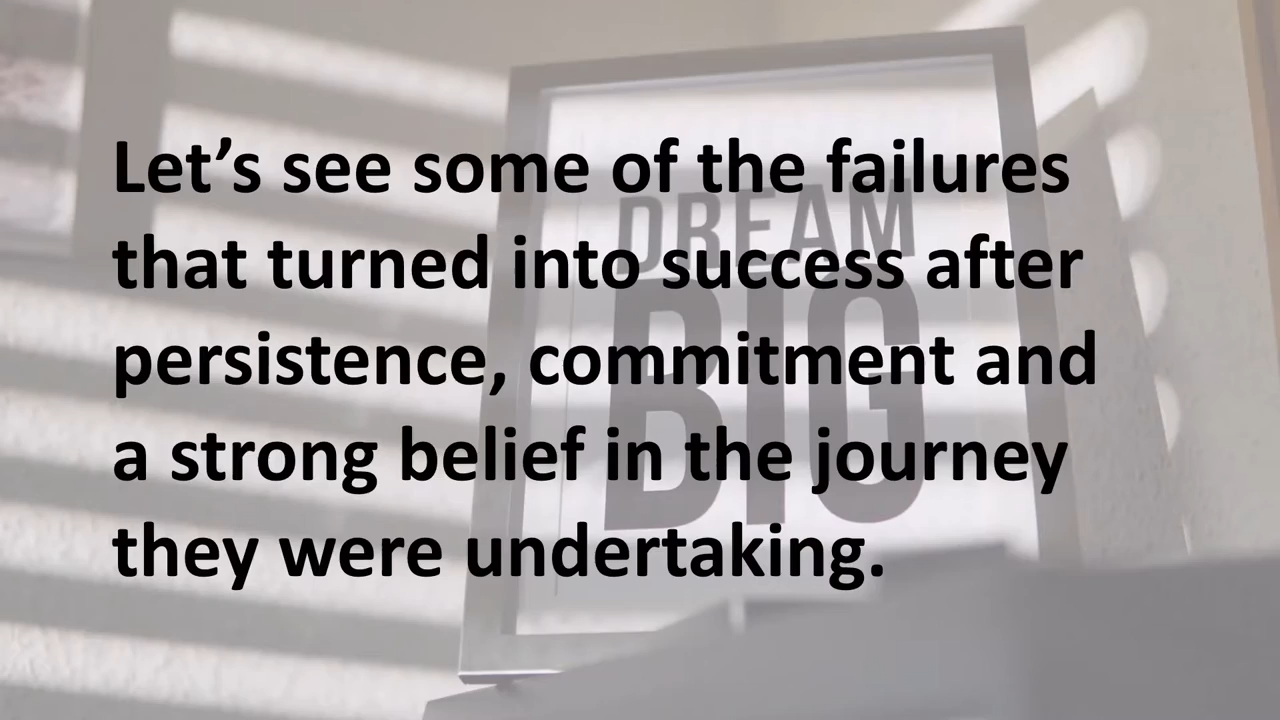 Let's see some of the failures
that turned into success after
persistence, commitment and
a strong belief in the journey
they were undertaking.
DREAM
BIG